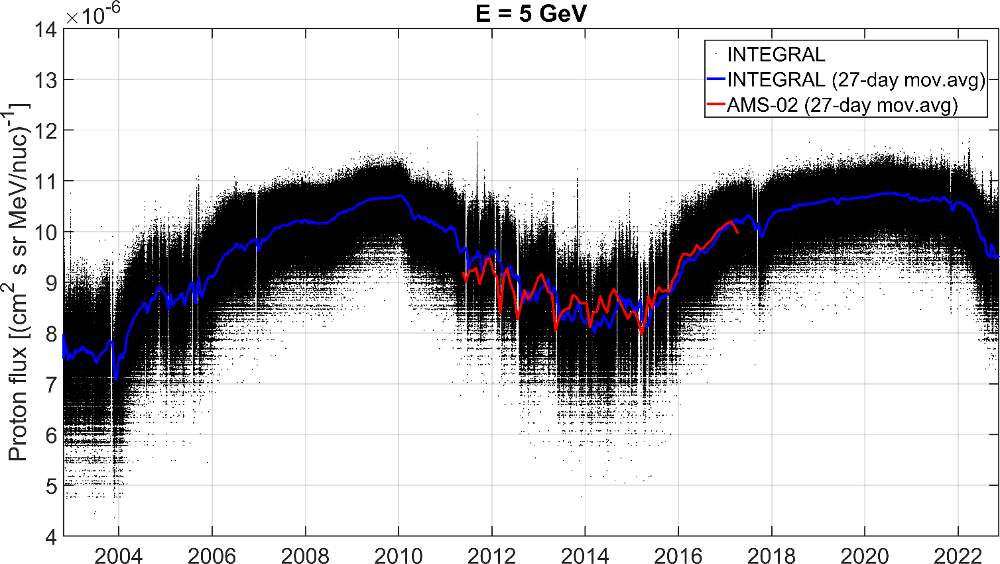 ×10^-6
E = 5 GeV
14
13
12
11
10
9
8
7
6
5
4
Proton flux [(cm^2 s sr MeV/nuc)^-1]
INTEGRAL
INTEGRAL (27-day mov.avg)
AMS-02 (27-day mov.avg)
2004 2006 2008 2010 2012 2014 2016 2018 2020 2022